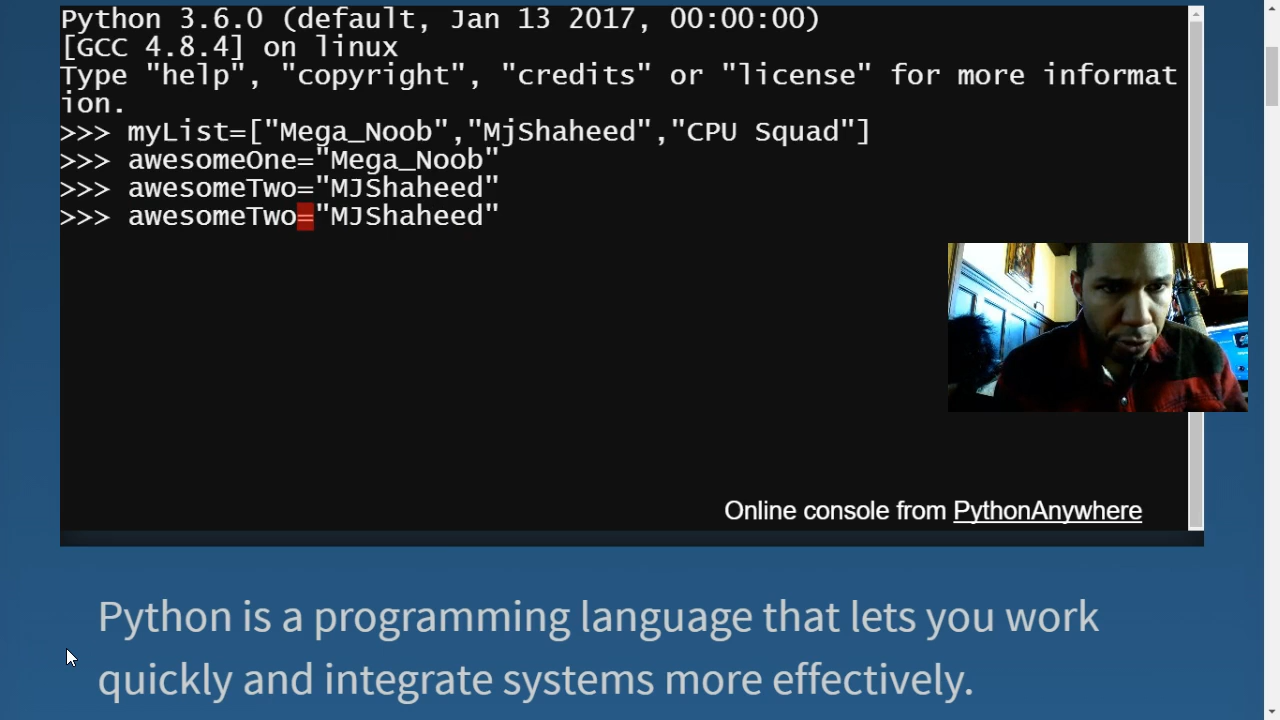 Python 3.6.0 (default, Jan 13 2017, 00:00:00)
[GCC 4.8.4] on linux
Type "help", "copyright", "credits" or "license" for more informat
ion.
>>> myList=["Mega_Noob","MjShaheed","CPU Squad"]
>>> awesomeOne="Mega_Noob"
>>> awesomeTwo="MJShaheed"
>>> awesomeTwo="MJShaheed"
Online console from PythonAnywhere
Python is a programming language that lets you work
quickly and integrate systems more effectively.